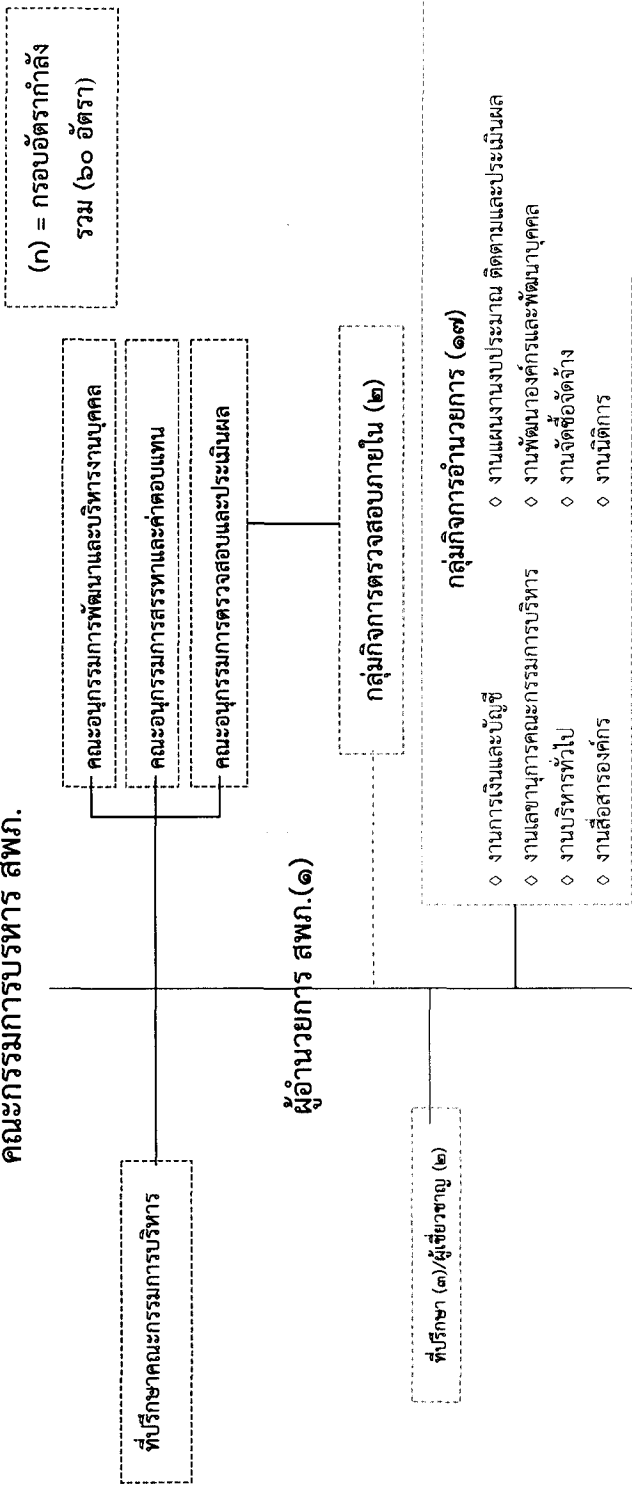 คณะกรรมการบริหาร สพภ.
(n) = กรอบอัตรากำลัง
รวม (๖๐ อัตรา)
ที่ปรึกษาคณะกรรมการบริหาร
คณะอนุกรรมการพัฒนาและบริหารงานบุคคล
คณะอนุกรรมการสรรหาและค่าตอบแทน
คณะอนุกรรมการตรวจสอบและประเมินผล
ผู้อำนวยการ สพภ.(๑)
กลุ่มกิจการตรวจสอบภายใน (๒)
ที่ปรึกษา (๓)/ผู้เชี่ยวชาญ (๒)
กลุ่มกิจการอำนวยการ (๑๗)
◇ งานการเงินและบัญชี
◇ งานเลขานุการคณะกรรมการบริหาร
◇ งานบริหารทั่วไป
◇ งานสื่อสารองค์กร
◇ งานแผนงานงบประมาณ ติดตามและประเมินผล
◇ งานพัฒนาองค์กรและพัฒนาบุคคล
◇ งานจัดซื้อจัดจ้าง
◇ งานนิติการ